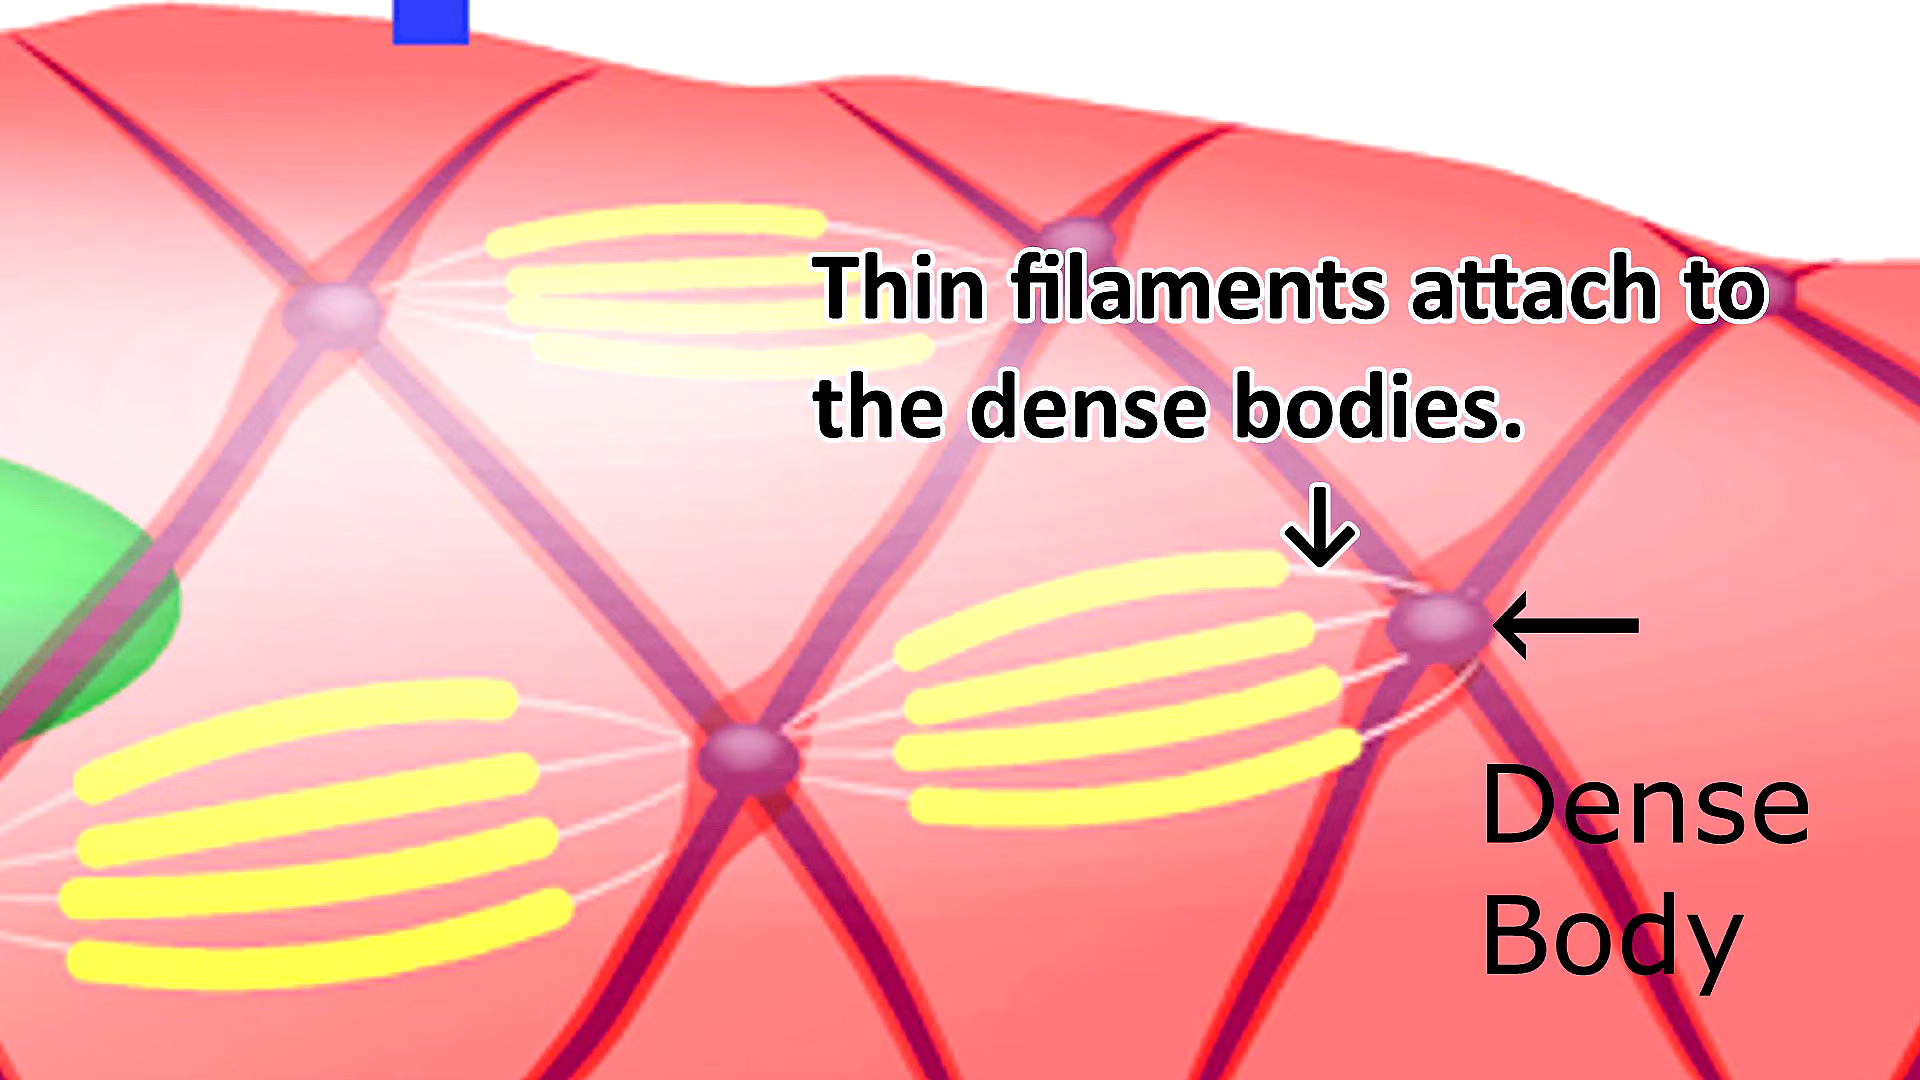 Thin filaments attach to
the dense bodies.
Dense
Body